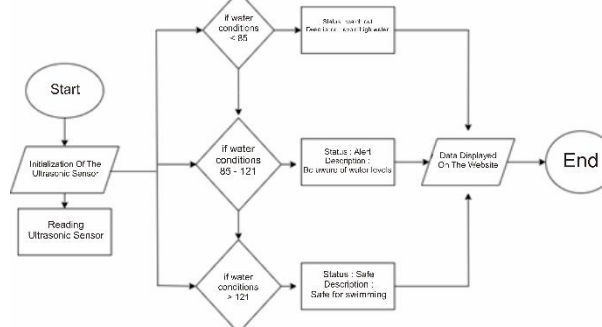 Start
Initialization Of The
Ultrasonic Sensor
Reading
Ultrasonic Sensor
if water
conditions
< 85
Status
high water
if water
conditions
85 - 121
Status : Alert
Description :
Be aware of water levels
if water
conditions
> 121
Status : Safe
Description :
Safe for swimming
Data Displayed
On The Website
End